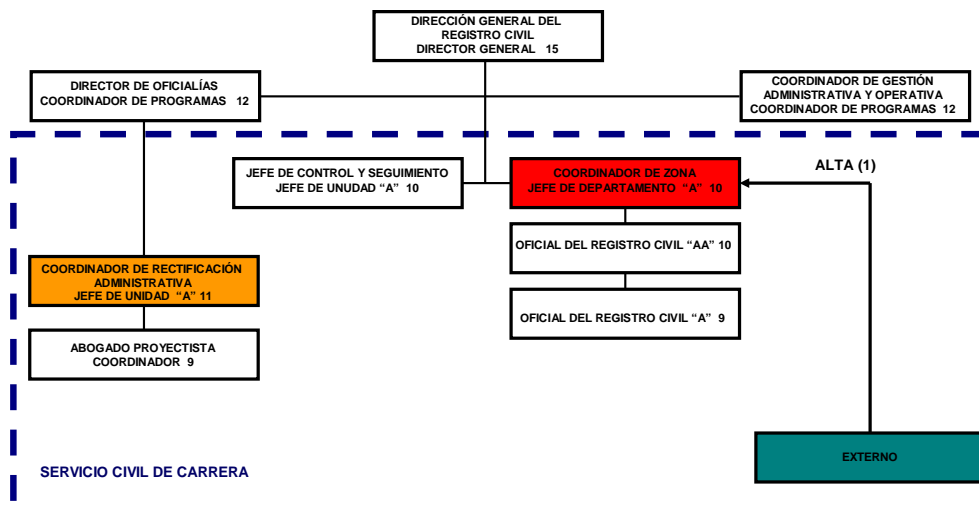 DIRECCIÓN GENERAL DEL
REGISTRO CIVIL
DIRECTOR GENERAL 15
DIRECTOR DE OFICIALÍAS
COORDINADOR DE PROGRAMAS 12
COORDINADOR DE GESTIÓN
ADMINISTRATIVA Y OPERATIVA
COORDINADOR DE PROGRAMAS 12
JEFE DE CONTROL Y SEGUIMIENTO
JEFE DE UNUDAD “A” 10
COORDINADOR DE ZONA
JEFE DE DEPARTAMENTO “A” 10
ALTA (1)
OFICIAL DEL REGISTRO CIVIL “AA” 10
COORDINADOR DE RECTIFICACIÓN
ADMINISTRATIVA
JEFE DE UNIDAD “A” 11
OFICIAL DEL REGISTRO CIVIL “A” 9
ABOGADO PROYECTISTA
COORDINADOR 9
EXTERNO
SERVICIO CIVIL DE CARRERA